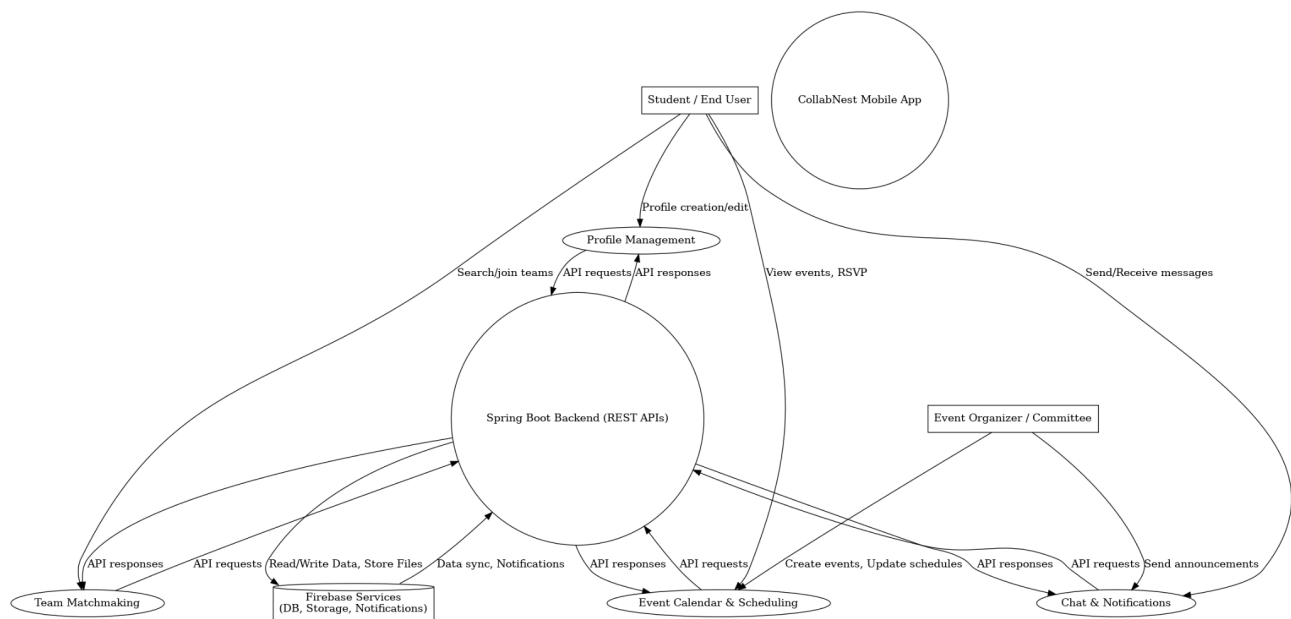 Student / End User
CollabNest Mobile App
Profile creation/edit
Profile Management
Search/join teams
API requests
API responses
View events, RSVP
Send/Receive messages
Spring Boot Backend (REST APIs)
Event Organizer / Committee
API responses
API requests
Read/Write Data, Store Files
Data sync, Notifications
API responses
API requests
Create events, Update schedules
API responses
API requests
Send announcements
Team Matchmaking
Firebase Services
(DB, Storage, Notifications)
Event Calendar & Scheduling
Chat & Notifications